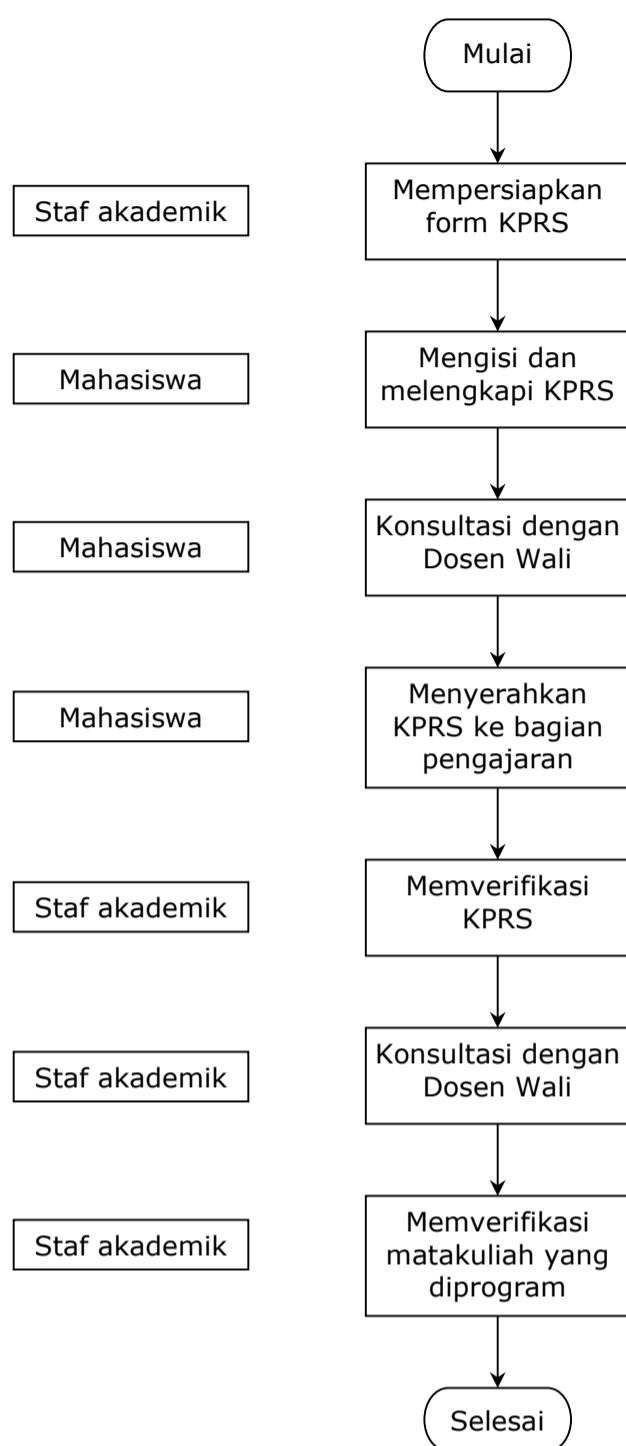 Mulai
Staf akademik
Mempersiapkan
form KPRS
Mahasiswa
Mengisi dan
melengkapi KPRS
Mahasiswa
Konsultasi dengan
Dosen Wali
Mahasiswa
Menyerahkan
KPRS ke bagian
pengajaran
Staf akademik
Memverifikasi
KPRS
Staf akademik
Konsultasi dengan
Dosen Wali
Staf akademik
Memverifikasi
matakuliah yang
diprogram
Selesai